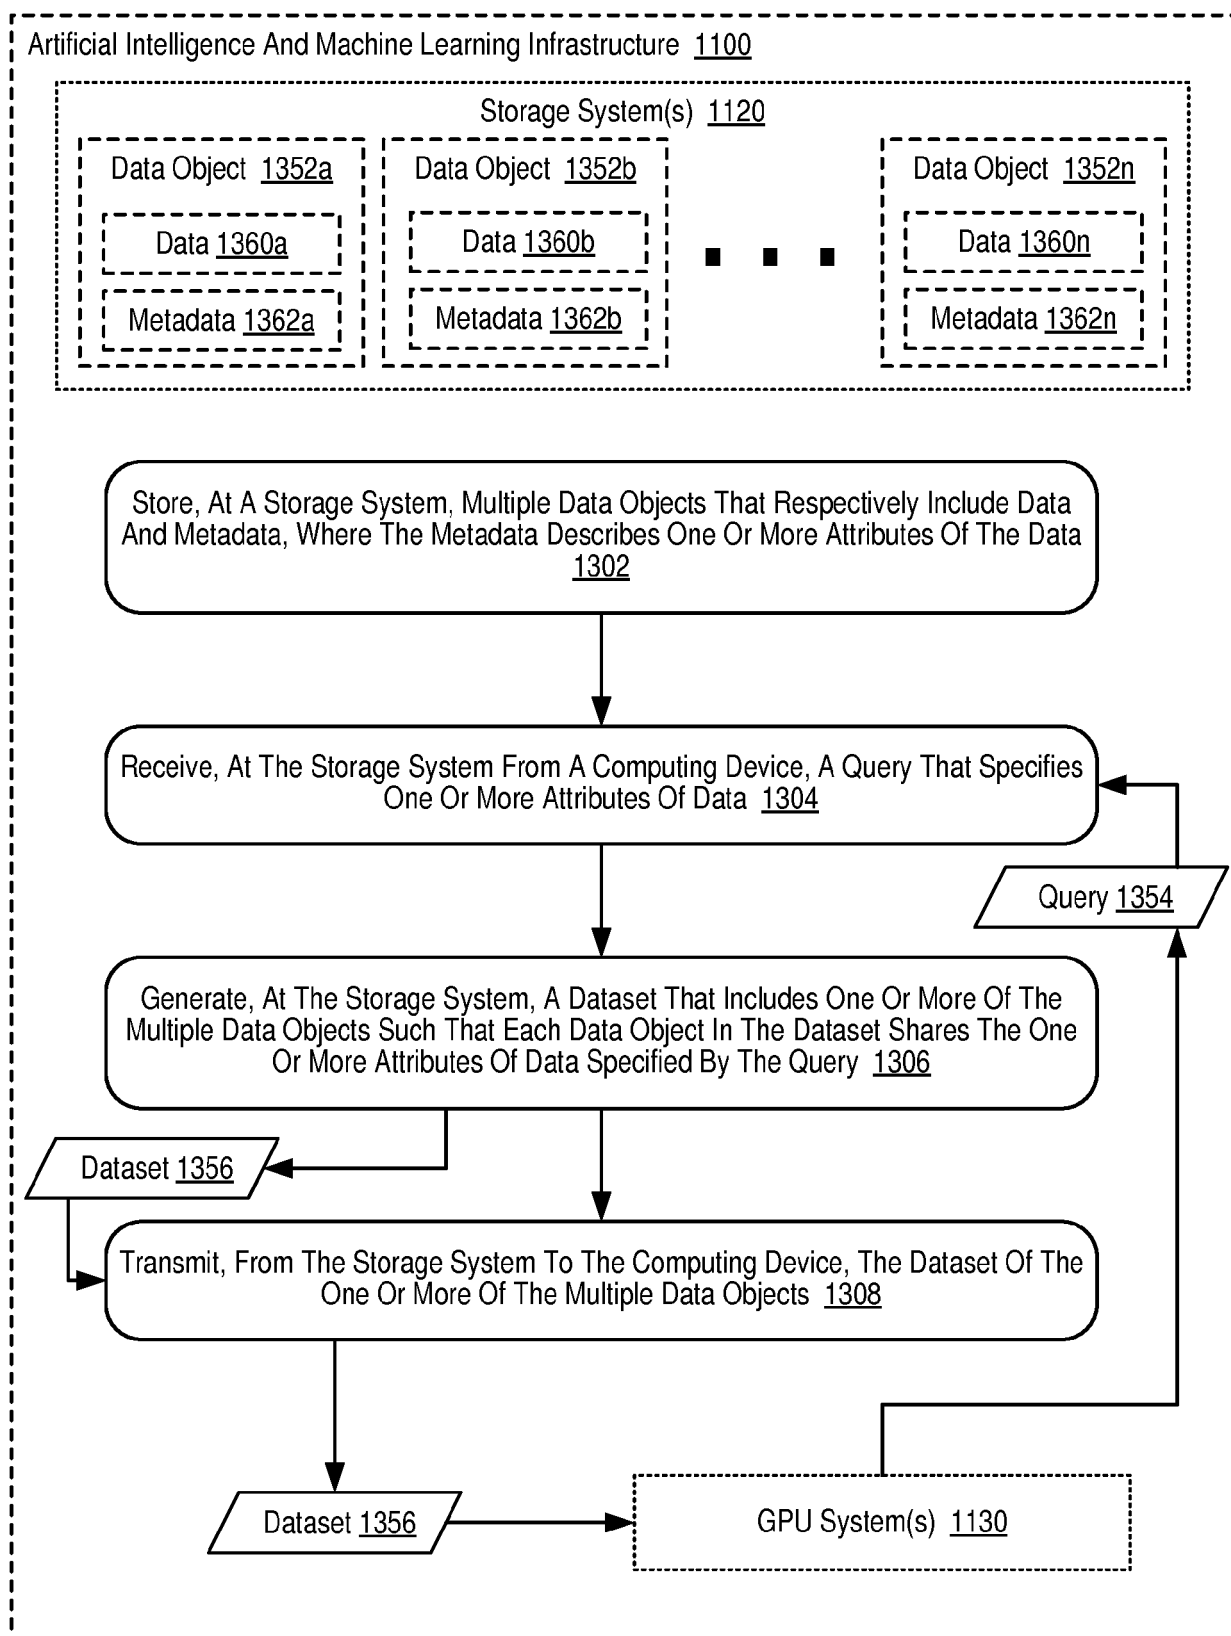 Artificial Intelligence And Machine Learning Infrastructure 1100
Storage System(s) 1120
Data Object 1352a
Data 1360a
Metadata 1362a
Data Object 1352b
Data 1360b
Metadata 1362b
Data Object 1352n
Data 1360n
Metadata 1362n
Store, At A Storage System, Multiple Data Objects That Respectively Include Data
And Metadata, Where The Metadata Describes One Or More Attributes Of The Data
1302
Receive, At The Storage System From A Computing Device, A Query That Specifies
One Or More Attributes Of Data 1304
Query 1354
Generate, At The Storage System, A Dataset That Includes One Or More Of The
Multiple Data Objects Such That Each Data Object In The Dataset Shares The One
Or More Attributes Of Data Specified By The Query 1306
Dataset 1356
Transmit, From The Storage System To The Computing Device, The Dataset Of The
One Or More Of The Multiple Data Objects 1308
Dataset 1356
GPU System(s) 1130